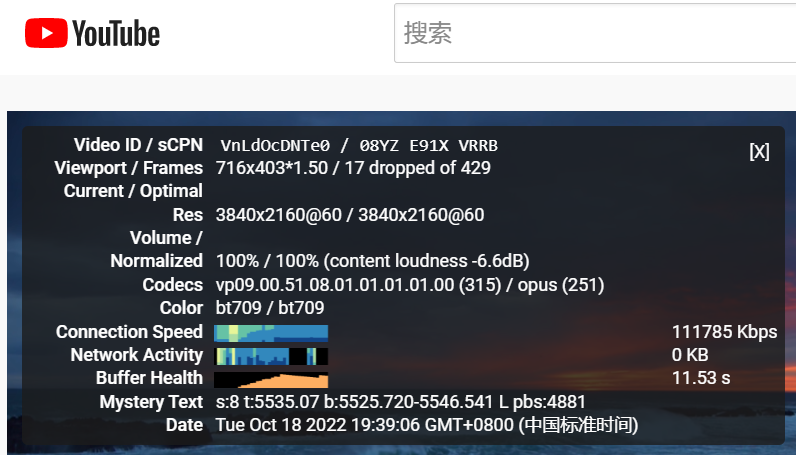 YouTube
搜索
Video ID / sCPN VnLdOcDNTe0 / 08YZ E91X VRRB
[X]
Viewport / Frames 716x403*1.50 / 17 dropped of 429
Current / Optimal
Res 3840x2160@60 / 3840x2160@60
Volume /
Normalized 100% / 100% (content loudness -6.6dB)
Codecs vp09.00.51.08.01.01.01.01.00 (315) / opus (251)
Color bt709 / bt709
Connection Speed 111785 Kbps
Network Activity 0 KB
Buffer Health 11.53 s
Mystery Text s:8 t:5535.07 b:5525.720-5546.541 L pbs:4881
Date Tue Oct 18 2022 19:39:06 GMT+0800 (中国标准时间)